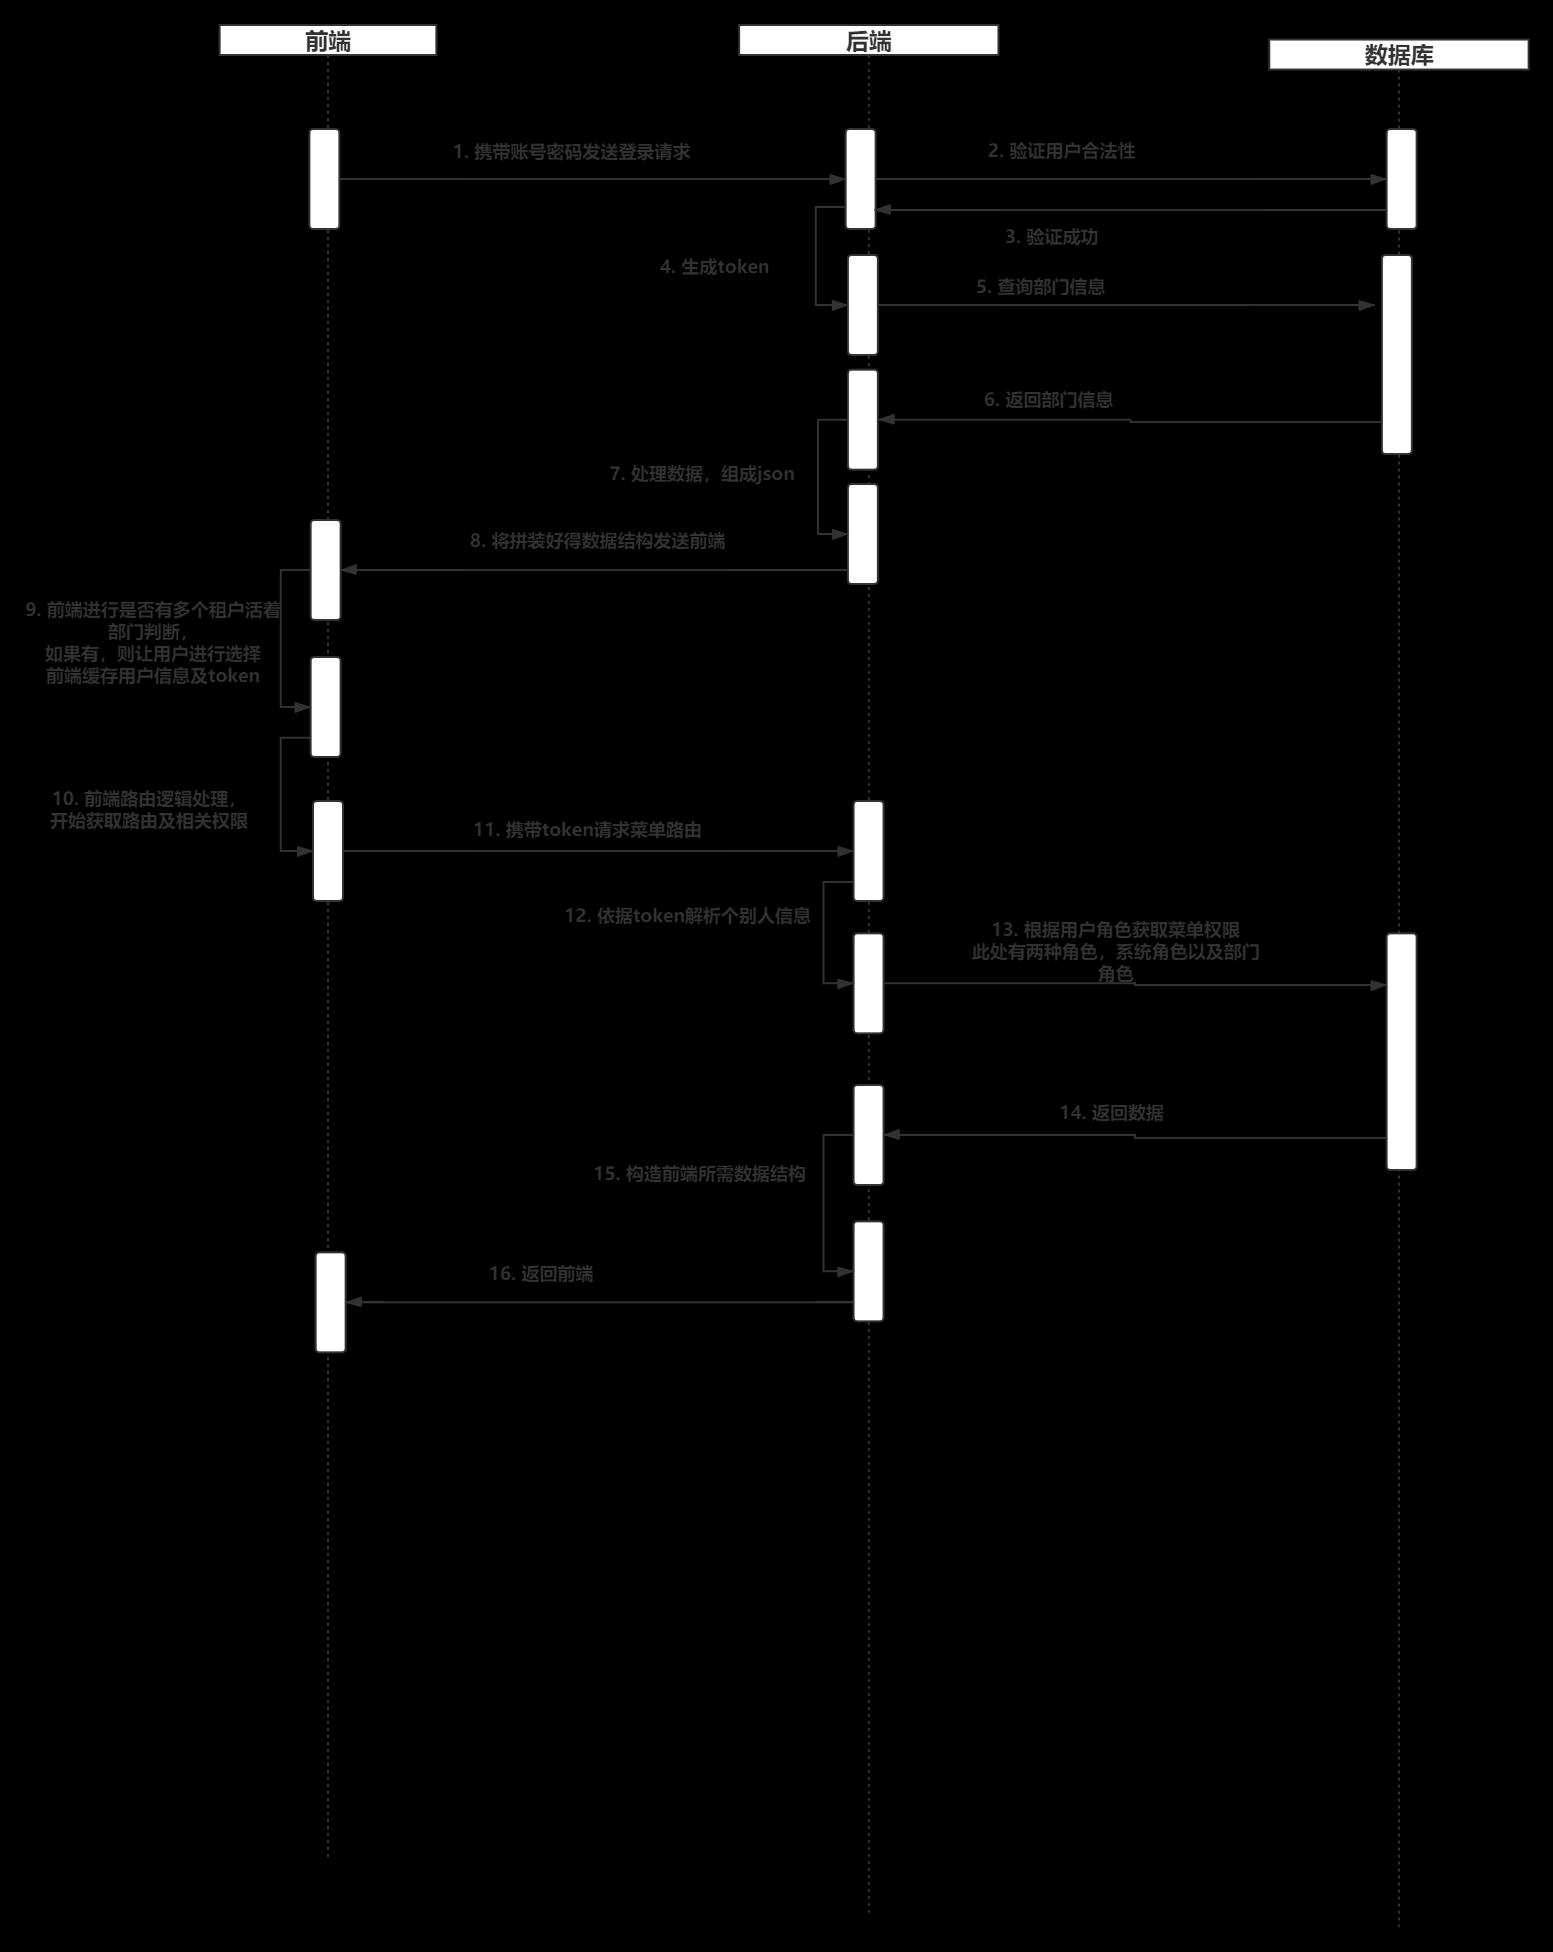 前端
后端
数据库
1. 携带账号密码发送登录请求
2. 验证用户合法性
3. 验证成功
4. 生成token
5. 查询部门信息
6. 返回部门信息
7. 处理数据，组成json
8. 将拼装好得数据结构发送前端
9. 前端进行是否有多个租户活着
部门判断，
如果有，则让用户进行选择
前端缓存用户信息及token
10. 前端路由逻辑处理，
开始获取路由及相关权限
11. 携带token请求菜单路由
12. 依据token解析个别人信息
13. 根据用户角色获取菜单权限
此处有两种角色，系统角色以及部门
角色
14. 返回数据
15. 构造前端所需数据结构
16. 返回前端